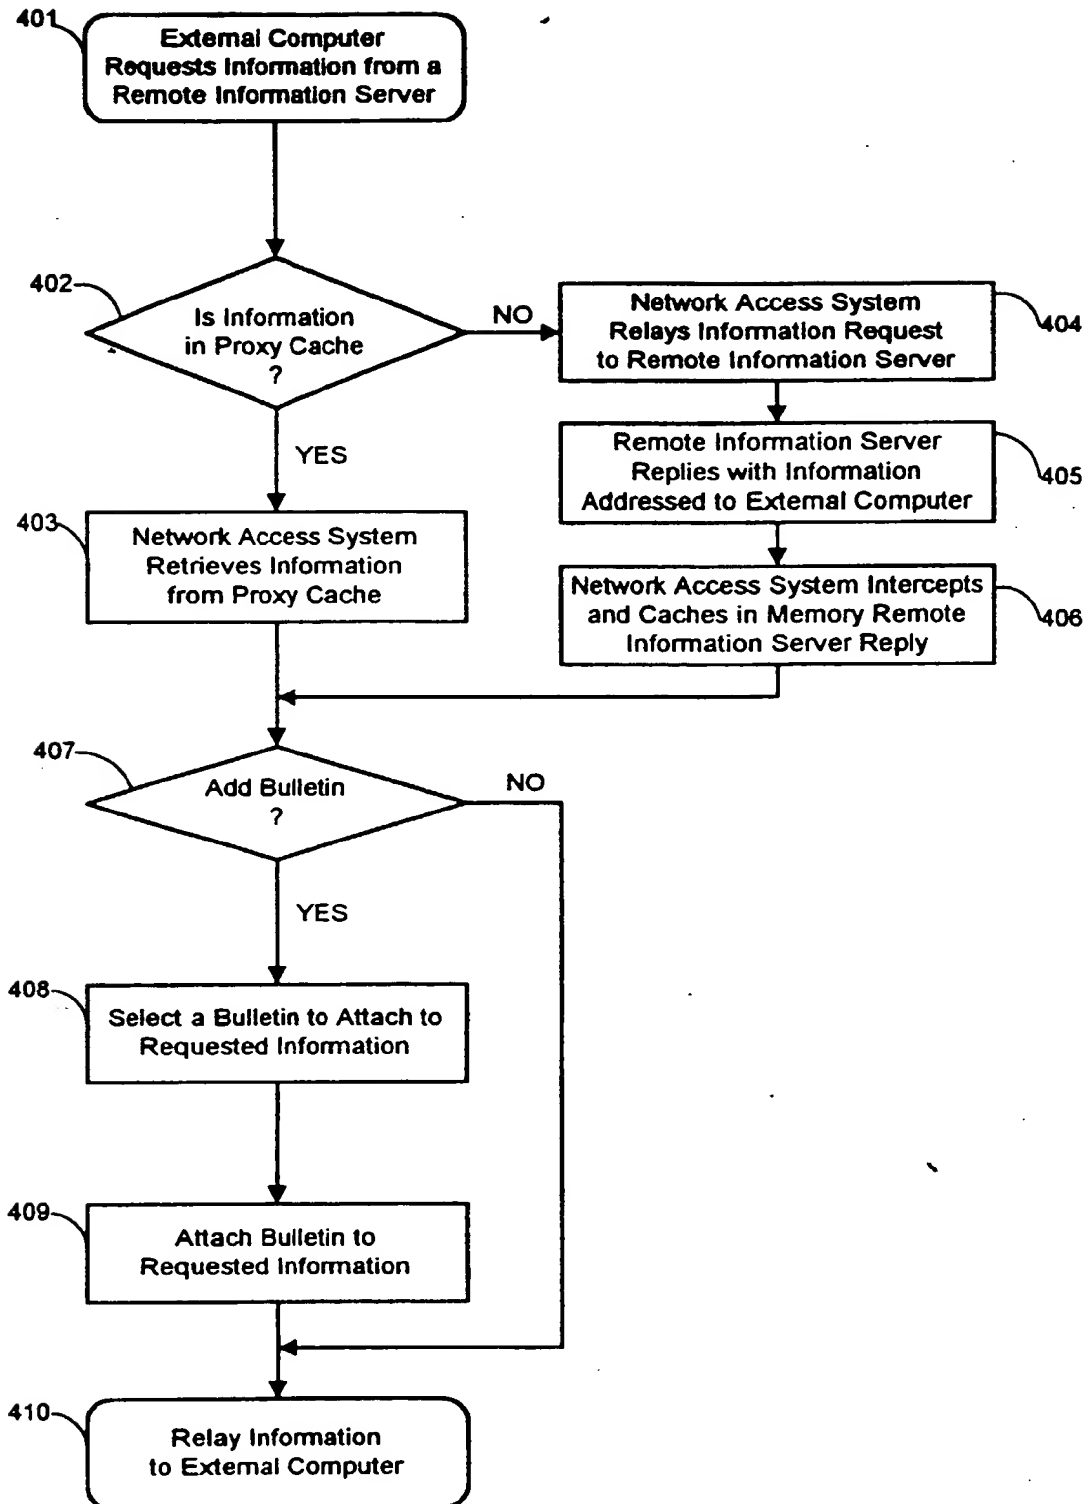 401
External Computer
Requests Information from a
Remote Information Server
402
Is Information
in Proxy Cache
?
NO
Network Access System
Relays Information Request
to Remote Information Server
404
YES
Remote Information Server
Replies with Information
Addressed to External Computer
405
403
Network Access System
Retrieves Information
from Proxy Cache
Network Access System Intercepts
and Caches in Memory Remote
Information Server Reply
406
407
Add Bulletin
?
NO
YES
408
Select a Bulletin to Attach to
Requested Information
409
Attach Bulletin to
Requested Information
410
Relay Information
to External Computer